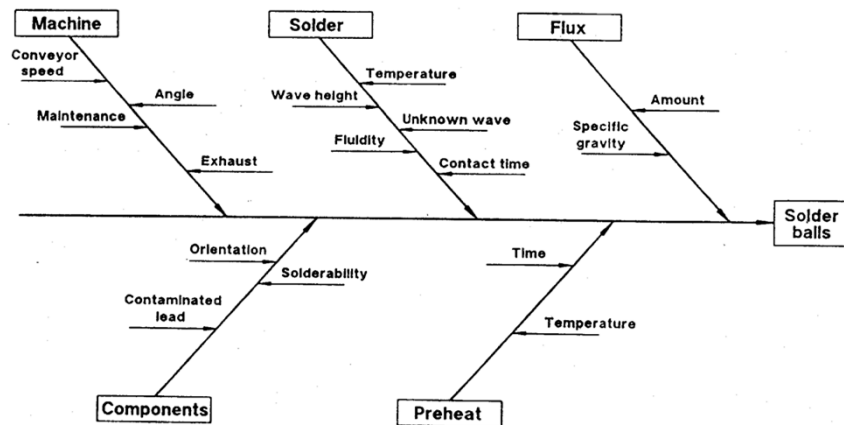 Machine
Solder
Flux
Conveyor
speed
Angle
Maintenance
Exhaust
Temperature
Wave height
Unknown wave
Fluidity
Contact time
Amount
Specific
gravity
Solder
balls
Orientation
Solderability
Contaminated
lead
Time
Temperature
Components
Preheat